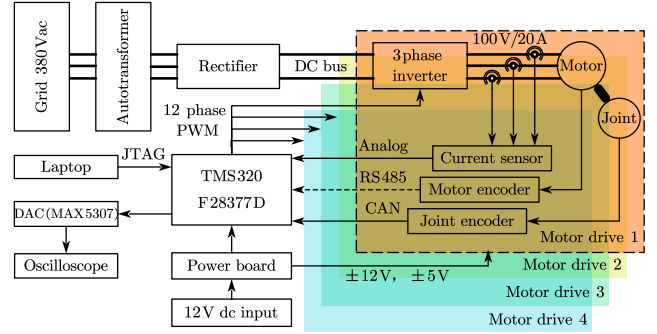 Grid 380Vac
Autotransformer
Rectifier
DC bus
3phase
inverter
100V/20A
Motor
Joint
12 phase
PWM
Laptop
JTAG
TMS320
F28377D
Analog
Current sensor
RS485
Motor encoder
CAN
Joint encoder
Motor drive 1
DAC(MAX5307)
Oscilloscope
Power board
±12V, ±5V
Motor drive 2
Motor drive 3
12V dc input
Motor drive 4